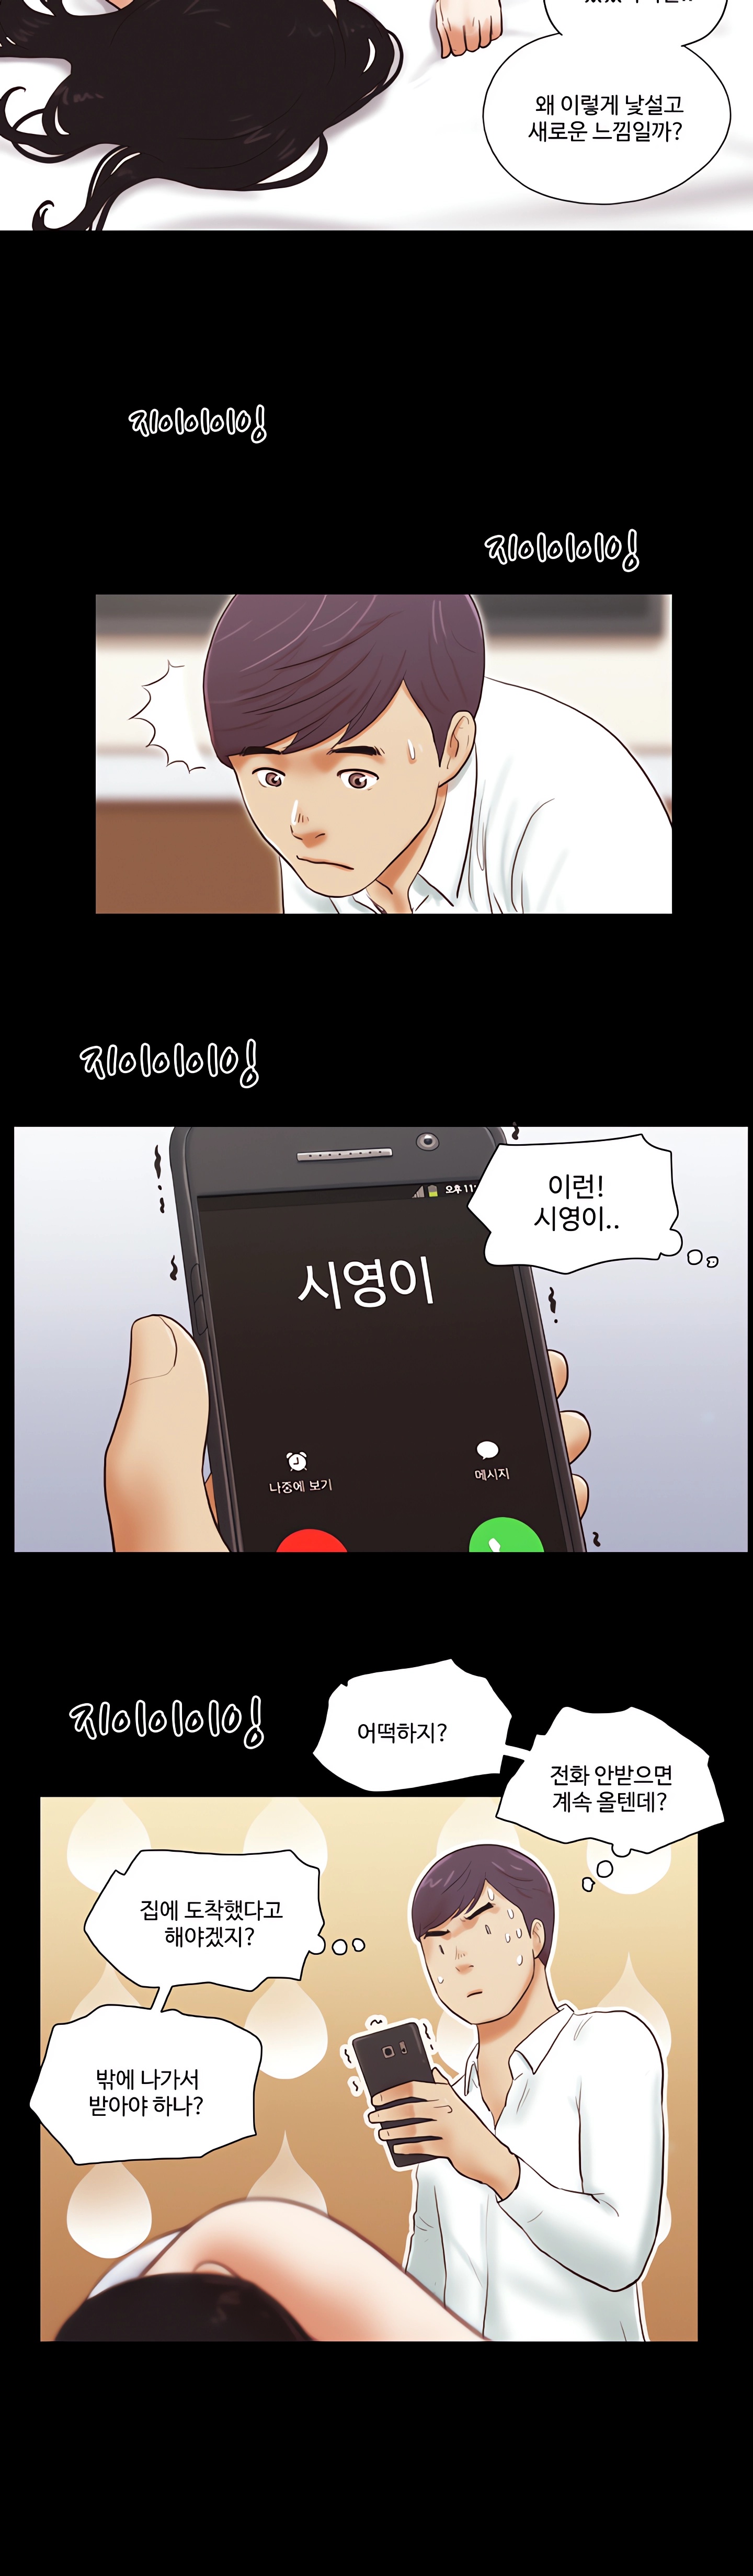 왜 이렇게 낯설고
새로운 느낌일까?
지이이이이잉!
지이이이이잉!
지이이이이잉!
오후 11:
이런!
시영이..
시영이
나중에 보기
메시지
지이이이이잉!
어떡하지?
전화 안받으면
계속 올텐데?
집에 도착했다고
해야겠지?
밖에 나가서
받아야 하나?